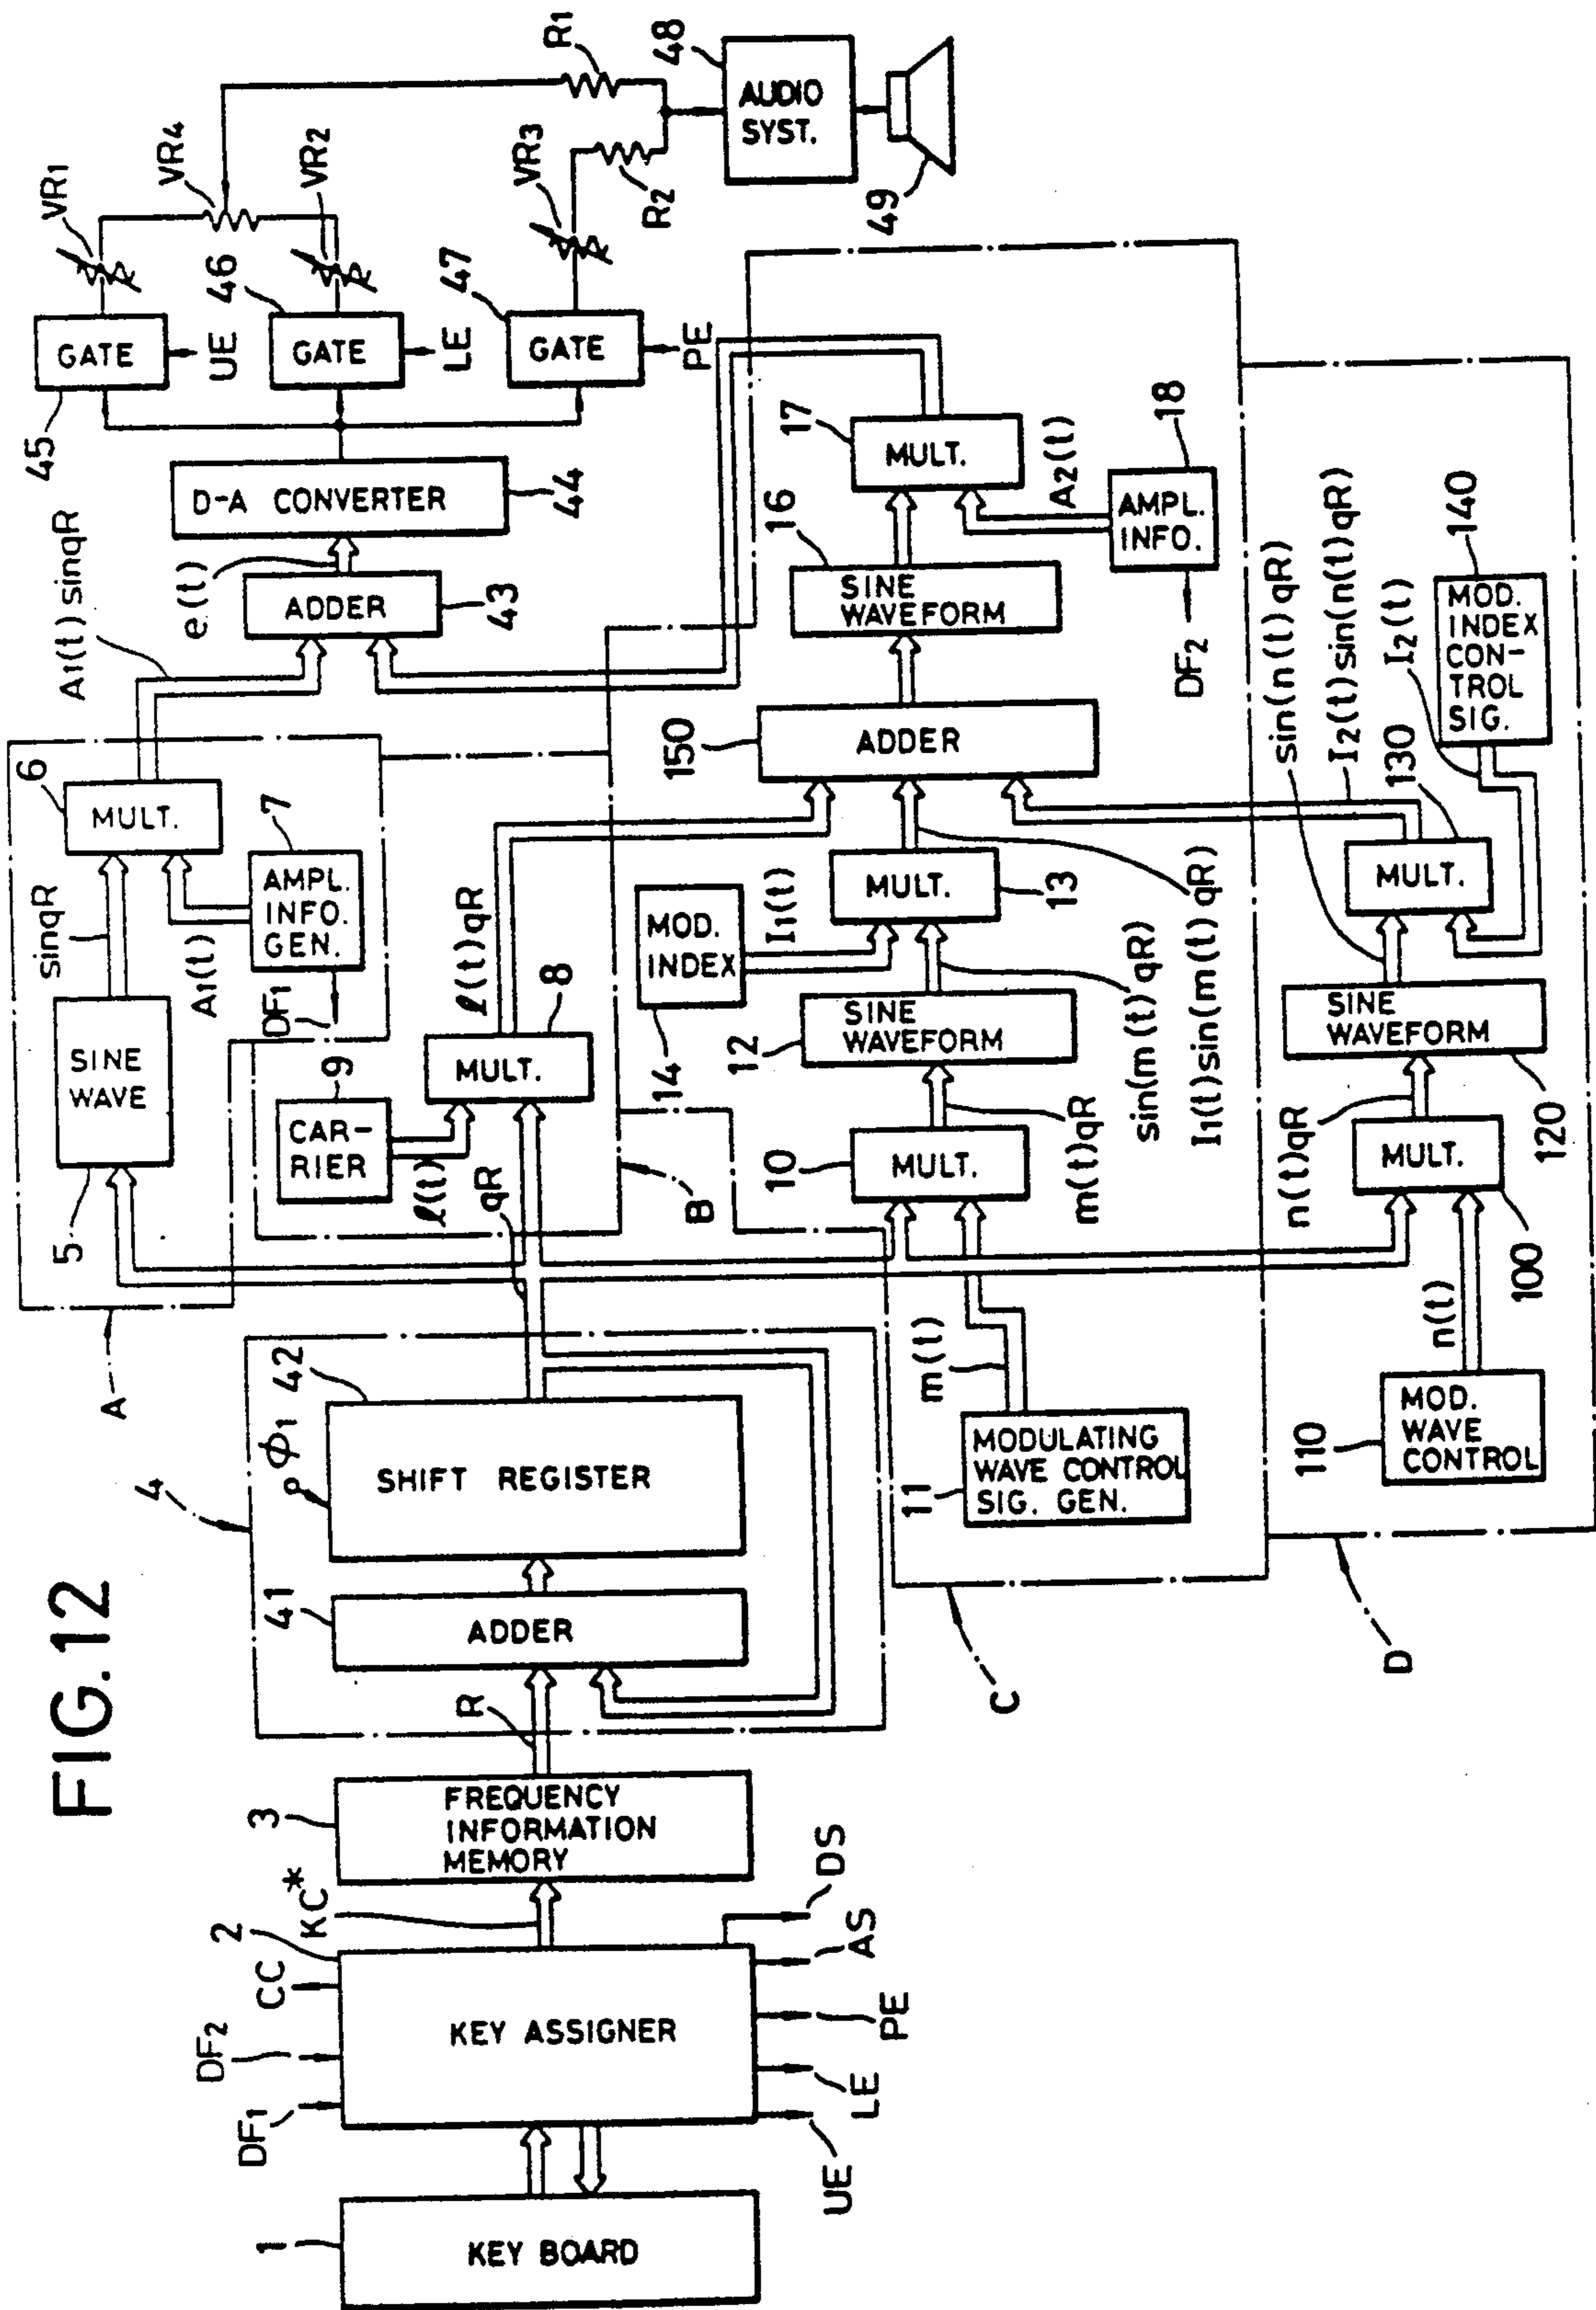 FIG.12
1
KEY BOARD
DF1
DF2
CC
2
KEY ASSIGNER
UE
LE
PE
AS
DS
KC*
3
FREQUENCY
INFORMATION
MEMORY
R
4
41
ADDER
ϕ1
42
SHIFT REGISTER
qR
A
5
SINE
WAVE
sinqR
6
MULT.
7
AMPL.
INFO.
GEN.
A1(t)
DF1
A1(t) sinqR
9
CAR-
RIER
ℓ(t)
8
MULT.
ℓ(t)qR
B
C
11
MODULATING
WAVE CONTROL
SIG. GEN.
m(t)
10
MULT.
m(t)qR
12
SINE
WAVEFORM
sin(m(t)qR)
14
MOD.
INDEX
I1(t)
13
MULT.
I1(t)sin(m(t)qR)
150
ADDER
16
SINE
WAVEFORM
17
MULT.
A2(t)
18
AMPL.
INFO.
DF2
D
110
MOD.
WAVE
CONTROL
n(t)
100
MULT.
n(t)qR
120
SINE
WAVEFORM
sin(n(t)qR)
130
MULT.
I2(t)sin(n(t)qR)
I2(t)
140
MOD.
INDEX
CON-
TROL
SIG.
43
ADDER
e(t)
44
D-A CONVERTER
45
GATE
UE
46
GATE
LE
47
GATE
PE
VR1
VR4
VR2
VR3
R1
R2
48
AUDIO
SYST.
49